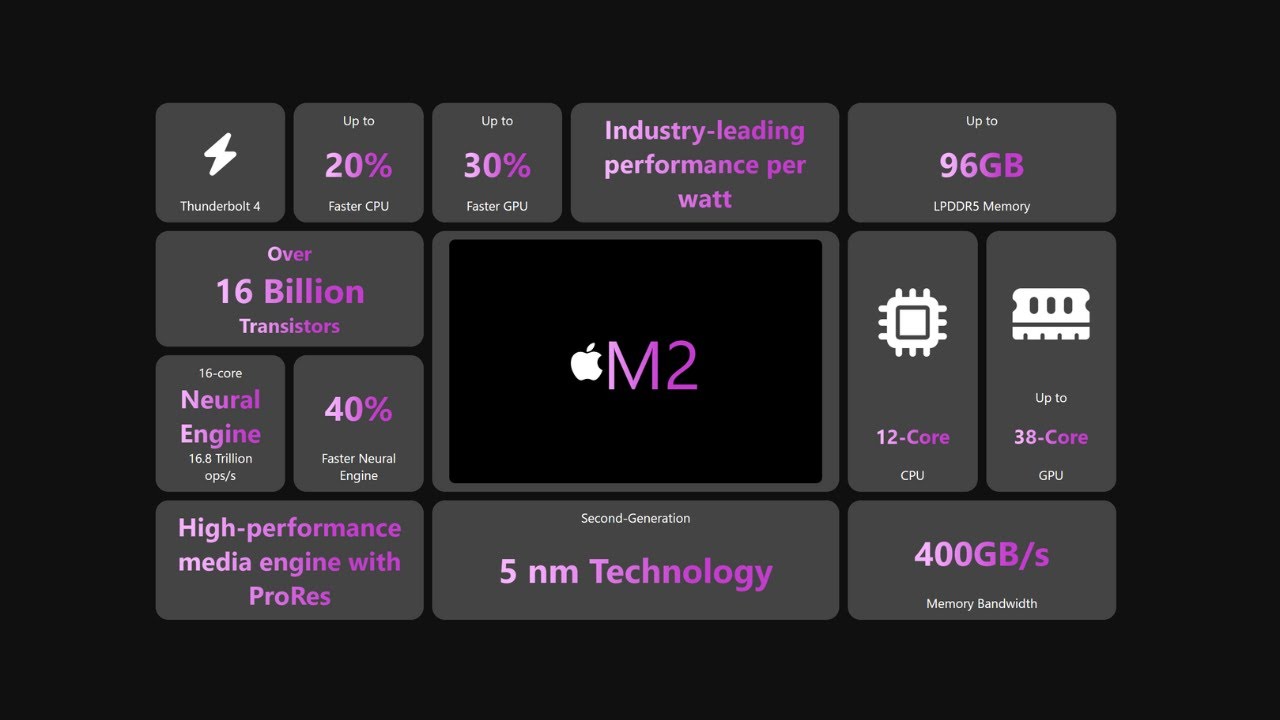 Thunderbolt 4
Up to
20%
Faster CPU
Up to
30%
Faster GPU
Industry-leading
performance per
watt
Up to
96GB
LPDDR5 Memory
Over
16 Billion
Transistors
16-core
Neural
Engine
16.8 Trillion
ops/s
40%
Faster Neural
Engine
M2
12-Core
CPU
Up to
38-Core
GPU
High-performance
media engine with
ProRes
Second-Generation
5 nm Technology
400GB/s
Memory Bandwidth